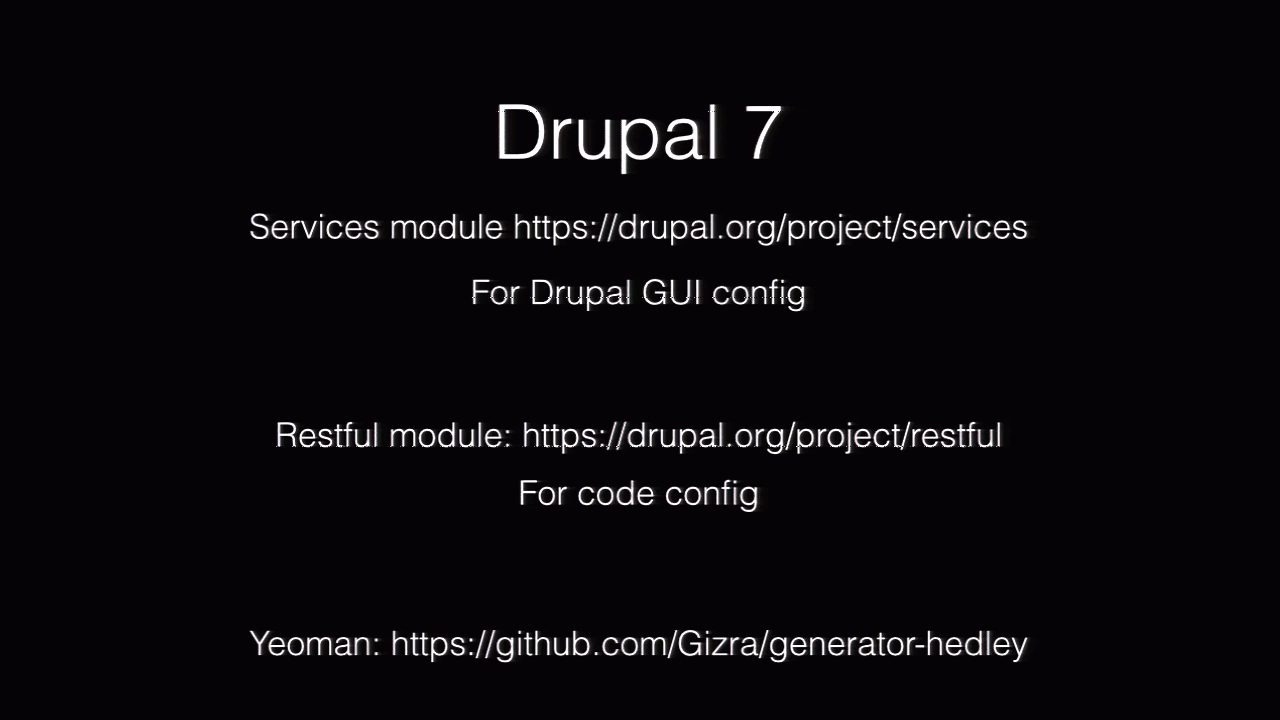 Drupal 7
Services module https://drupal.org/project/services
For Drupal GUI config
Restful module: https://drupal.org/project/restful
For code config
Yeoman: https://github.com/Gizra/generator-hedley